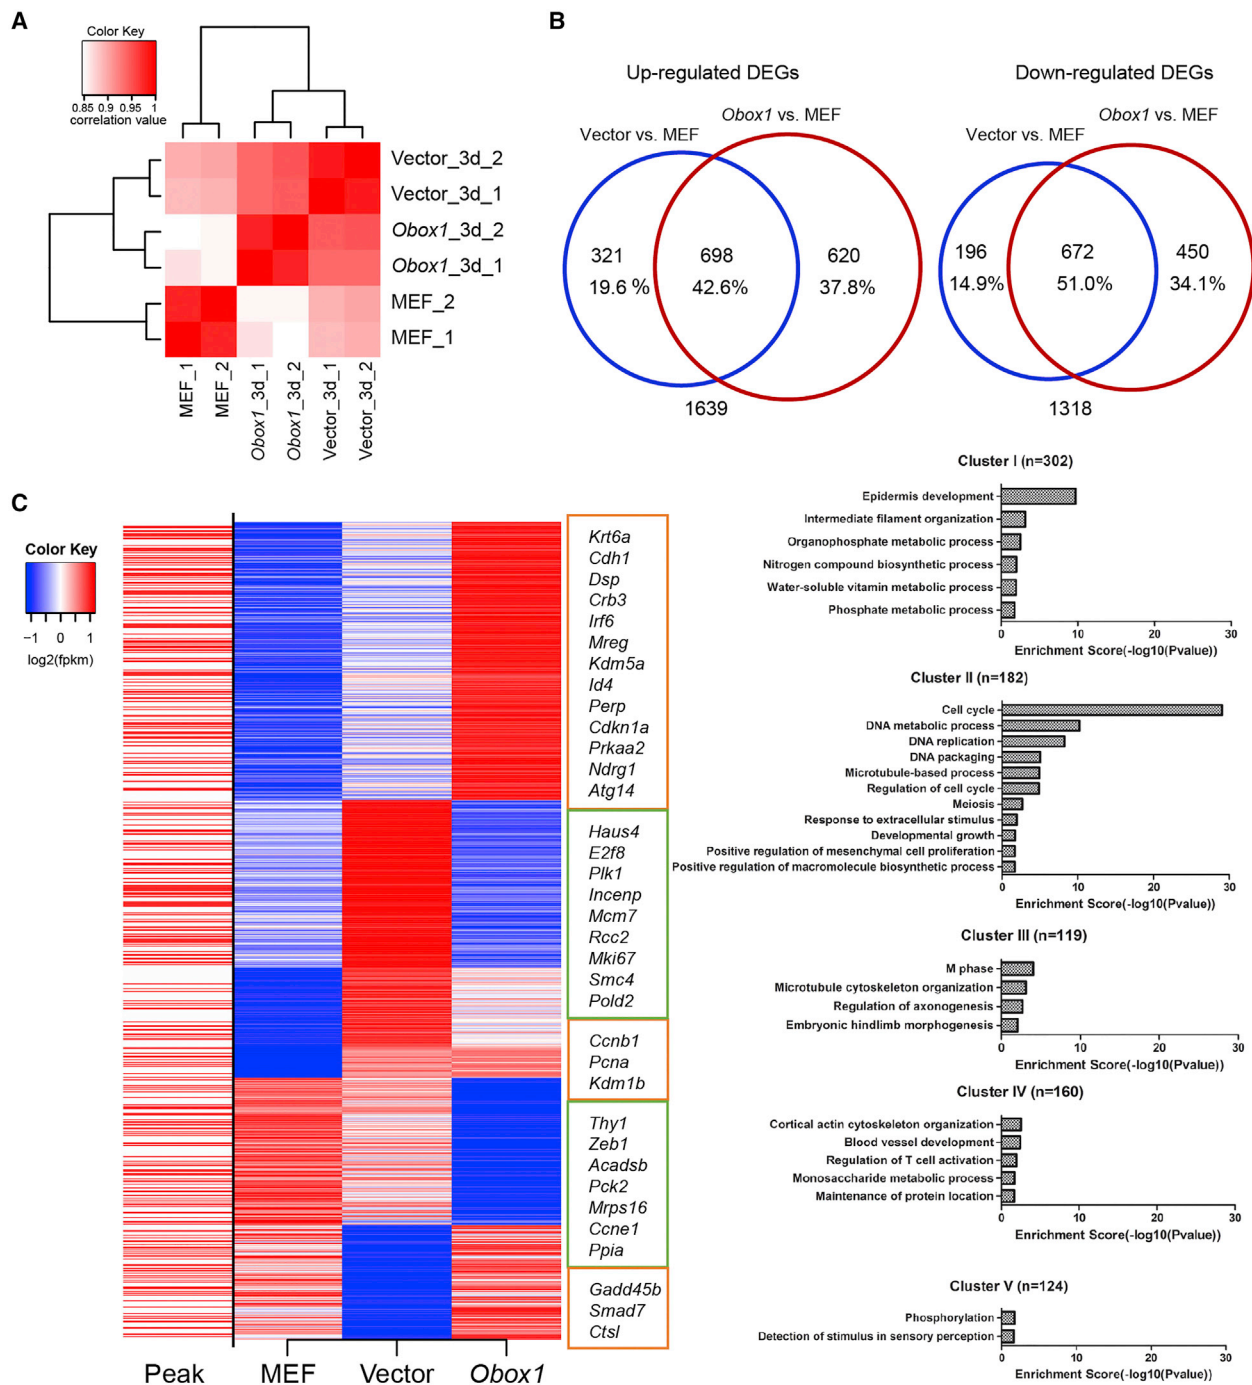 A
Color Key
0.85 0.9 0.95 1
correlation value
Vector_3d_2
Vector_3d_1
Obox1_3d_2
Obox1_3d_1
MEF_2
MEF_1
MEF_1
MEF_2
Obox1_3d_1
Obox1_3d_2
Vector_3d_1
Vector_3d_2
B
Up-regulated DEGs
Vector vs. MEF
Obox1 vs. MEF
321
19.6 %
698
42.6%
620
37.8%
1639
Down-regulated DEGs
Vector vs. MEF
Obox1 vs. MEF
196
14.9%
672
51.0%
450
34.1%
1318
C
Color Key
−1 0 1
log2(fpkm)
Peak
MEF
Vector
Obox1
Krt6a
Cdh1
Dsp
Crb3
Irf6
Mreg
Kdm5a
Id4
Perp
Cdkn1a
Prkaa2
Ndrg1
Atg14
Haus4
E2f8
Plk1
Incenp
Mcm7
Rcc2
Mki67
Smc4
Pold2
Ccnb1
Pcna
Kdm1b
Thy1
Zeb1
Acadsb
Pck2
Mrps16
Ccne1
Ppia
Gadd45b
Smad7
Ctsl
Cluster I (n=302)
Epidermis development
Intermediate filament organization
Organophosphate metabolic process
Nitrogen compound biosynthetic process
Water-soluble vitamin metabolic process
Phosphate metabolic process
0 10 20 30
Enrichment Score(-log10(Pvalue))
Cluster II (n=182)
Cell cycle
DNA metabolic process
DNA replication
DNA packaging
Microtubule-based process
Regulation of cell cycle
Meiosis
Response to extracellular stimulus
Developmental growth
Positive regulation of mesenchymal cell proliferation
Positive regulation of macromolecule biosynthetic process
0 10 20 30
Enrichment Score(-log10(Pvalue))
Cluster III (n=119)
M phase
Microtubule cytoskeleton organization
Regulation of axonogenesis
Embryonic hindlimb morphogenesis
0 10 20 30
Enrichment Score(-log10(Pvalue))
Cluster IV (n=160)
Cortical actin cytoskeleton organization
Blood vessel development
Regulation of T cell activation
Monosaccharide metabolic process
Maintenance of protein location
0 10 20 30
Enrichment Score(-log10(Pvalue))
Cluster V (n=124)
Phosphorylation
Detection of stimulus in sensory perception
0 10 20 30
Enrichment Score(-log10(Pvalue))